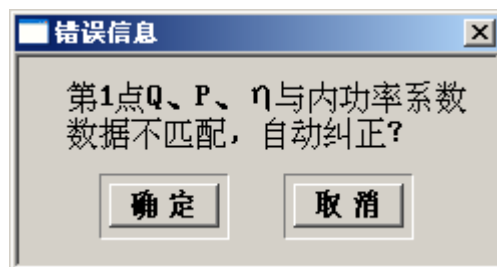 错误信息
第1点Q、P、η与内功率系数
数据不匹配，自动纠正?
确 定
取 消